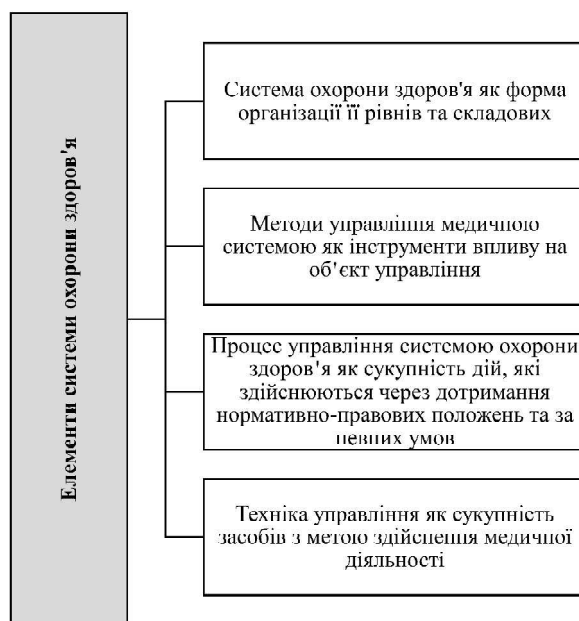 Елементи системи охорони здоров'я
Система охорони здоров'я як форма
організації її рівнів та складових
Методи управління медичною
системою як інструменти впливу на
об'єкт управління
Процес управління системою охорони
здоров'я як сукупність дій, які
здійснюються через дотримання
нормативно-правових положень та за
певних умов
Техніка управління як сукупність
засобів з метою здійснення медичної
діяльності